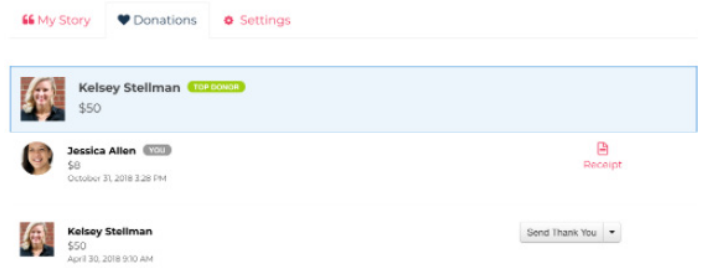 My Story Donations Settings
Kelsey Stellman TOP DONOR
$50
Jessica Allen YOU
$8
October 31, 2018 3:28 PM
Receipt
Kelsey Stellman
$50
April 30, 2018 9:10 AM
Send Thank You